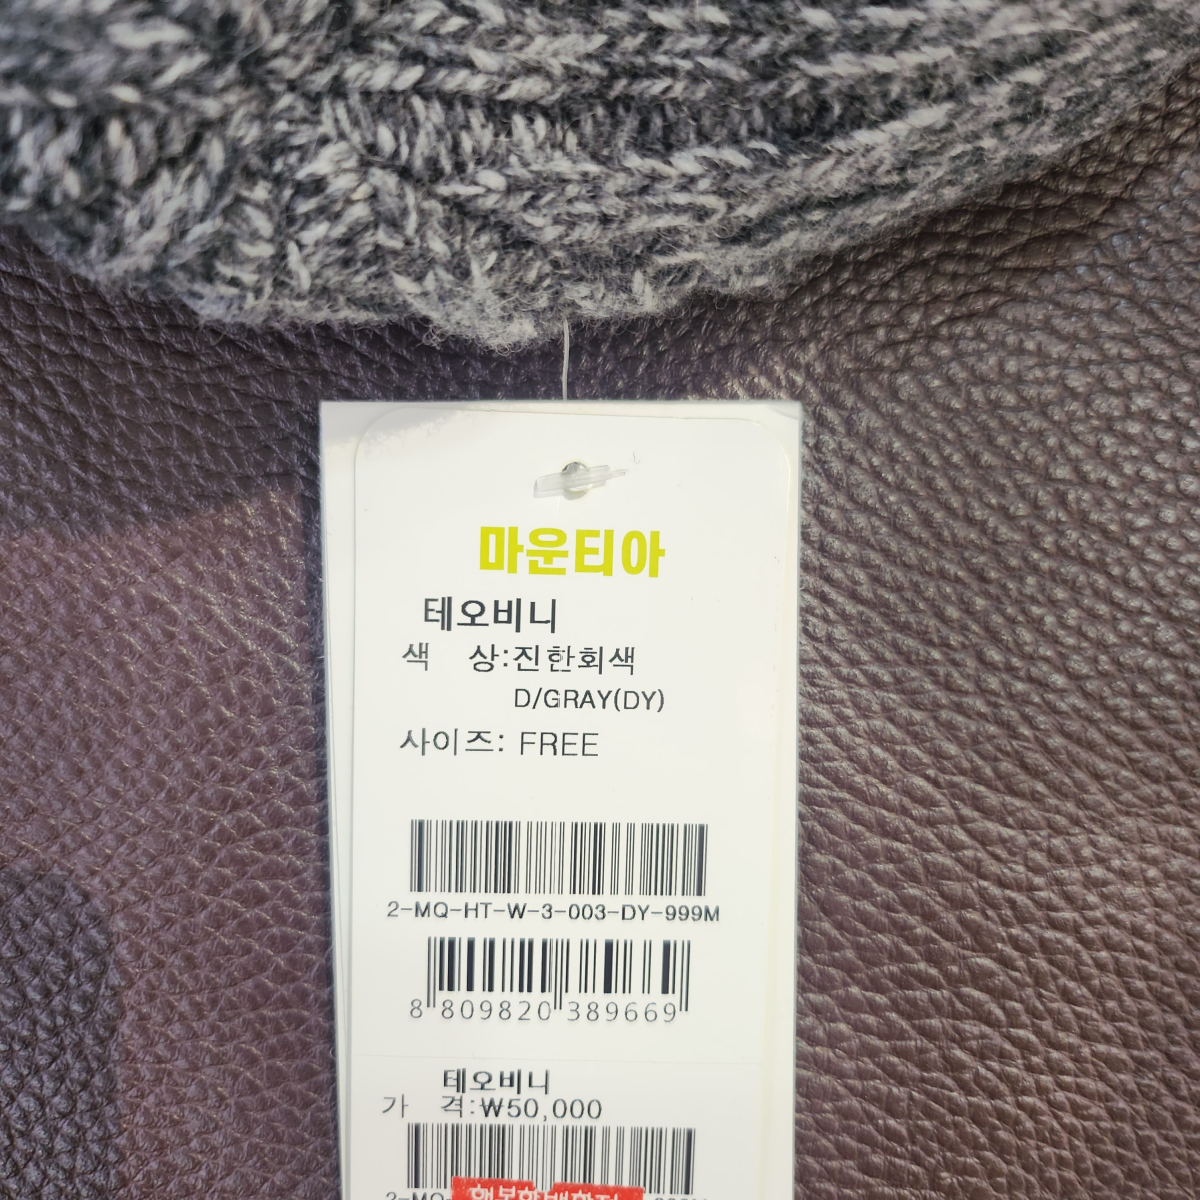 마운티아
테오비니
색 상:진한회색
D/GRAY(DY)
사이즈: FREE
2-MQ-HT-W-3-003-DY-999M
8 809820 389669
테오비니
가 격:₩50,000
2-MQ-